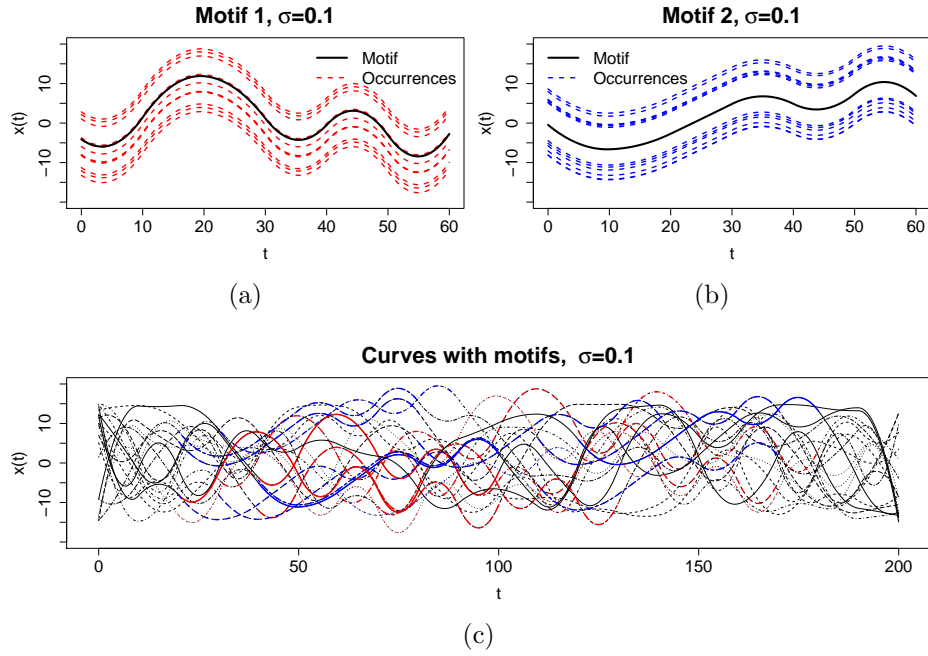 Motif 1, σ=0.1
x(t)
10
0
−10
Motif
Occurrences
0 10 20 30 40 50 60
t
(a)
Motif 2, σ=0.1
x(t)
10
0
−10
Motif
Occurrences
0 10 20 30 40 50 60
t
(b)
Curves with motifs, σ=0.1
x(t)
10
0
−10
0 50 100 150 200
t
(c)